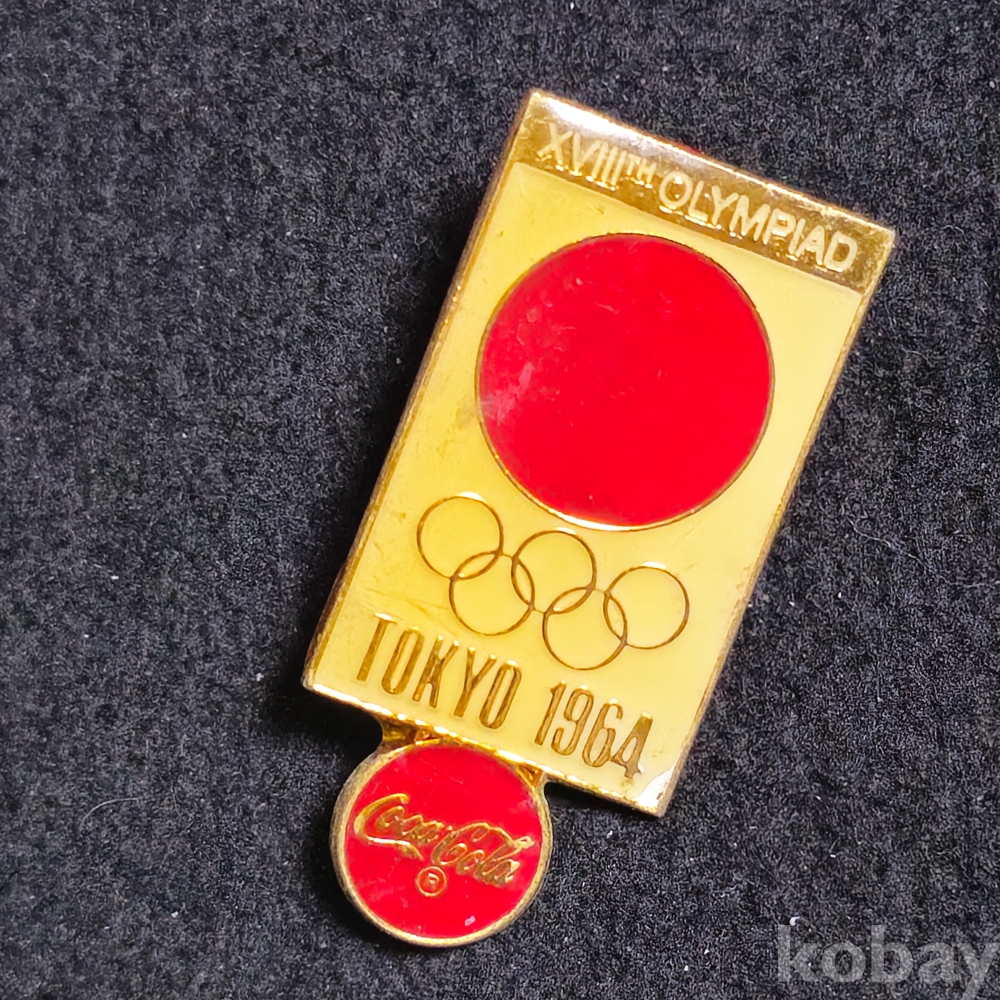 XVIIITH OLYMPIAD
TOKYO 1964
Coca-Cola
®
kobay